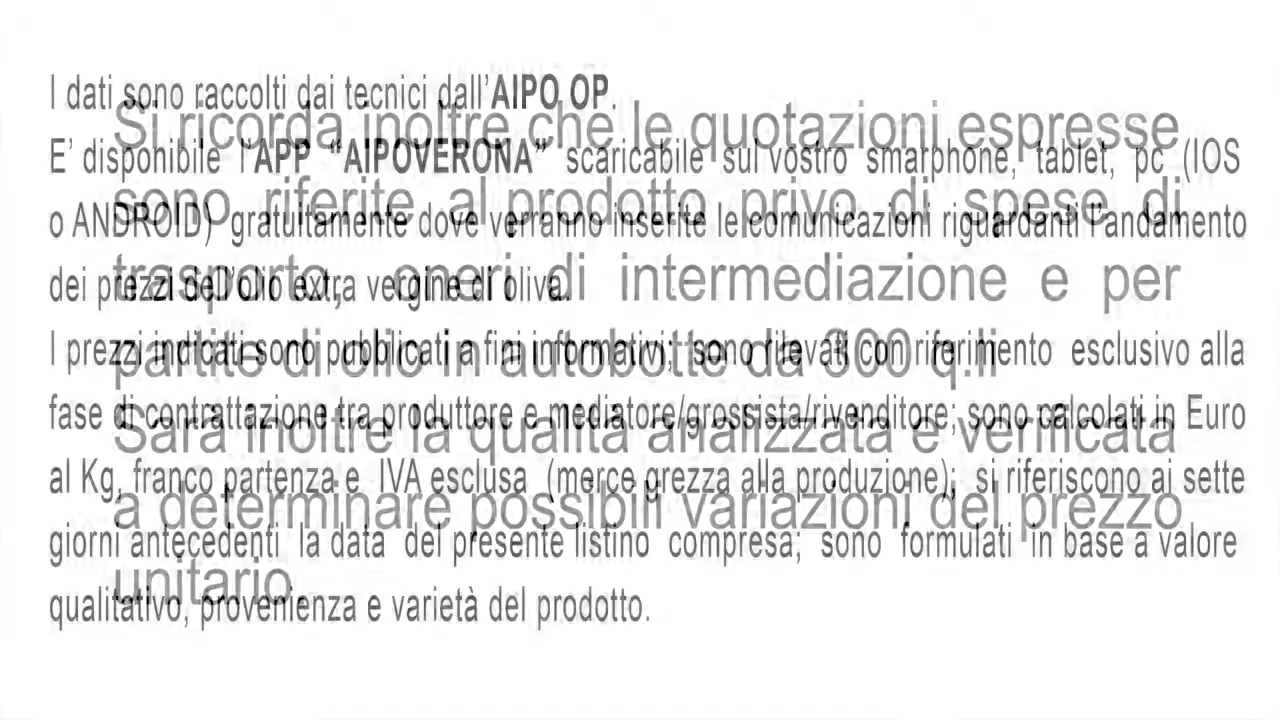 I dati sono raccolti dai tecnici dall'AIPO OP.
E' disponibile l'APP "AIPOVERONA" scaricabile sul vostro smarphone, tablet, pc (IOS
o ANDROID) gratuitamente dove verranno inserite le comunicazioni riguardanti l'andamento
dei prezzi dell'olio extra vergine di oliva.
I prezzi indicati sono pubblicati a fini informativi; sono rilevati con riferimento esclusivo alla
fase di contrattazione tra produttore e mediatore/grossista/rivenditore; sono calcolati in Euro
al Kg, franco partenza e IVA esclusa (merce grezza alla produzione); si riferiscono ai sette
giorni antecedenti la data del presente listino compresa; sono formulati in base a valore
qualitativo, provenienza e varietà del prodotto.
Si ricorda inoltre che le quotazioni espresse
sono riferite al prodotto privo di spese di
trasporto, oneri di intermediazione e per
partite di olio in autobotte da 300 q.li
Sarà inoltre la qualità analizzata e verificata
a determinare possibili variazioni del prezzo
unitario.